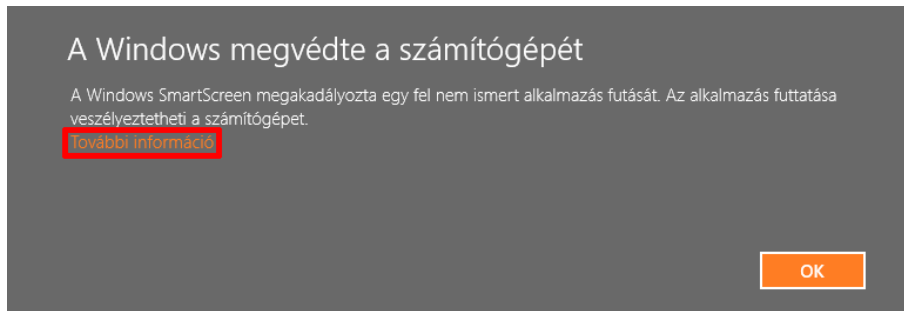 A Windows megvédte a számítógépét
A Windows SmartScreen megakadályozta egy fel nem ismert alkalmazás futását. Az alkalmazás futtatása
veszélyeztetheti a számítógépet.
További információ
OK